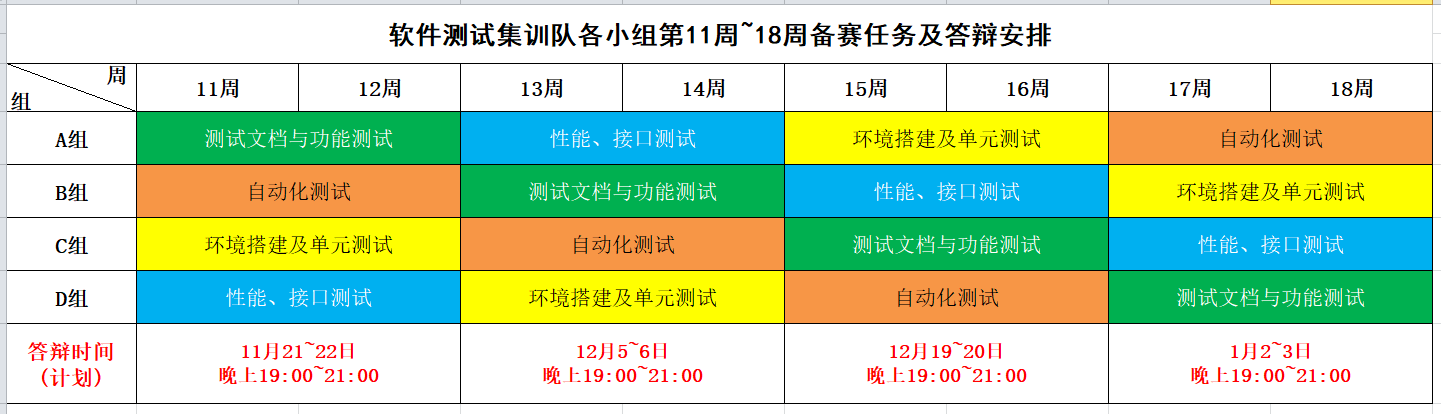 软件测试集训队各小组第11周~18周备赛任务及答辩安排
周
组
11周 12周 13周 14周 15周 16周 17周 18周
A组 测试文档与功能测试 性能、接口测试 环境搭建及单元测试 自动化测试
B组 自动化测试 测试文档与功能测试 性能、接口测试 环境搭建及单元测试
C组 环境搭建及单元测试 自动化测试 测试文档与功能测试 性能、接口测试
D组 性能、接口测试 环境搭建及单元测试 自动化测试 测试文档与功能测试
答辩时间 11月21~22日 12月5~6日 12月19~20日 1月2~3日
(计划) 晚上19:00~21:00 晚上19:00~21:00 晚上19:00~21:00 晚上19:00~21:00